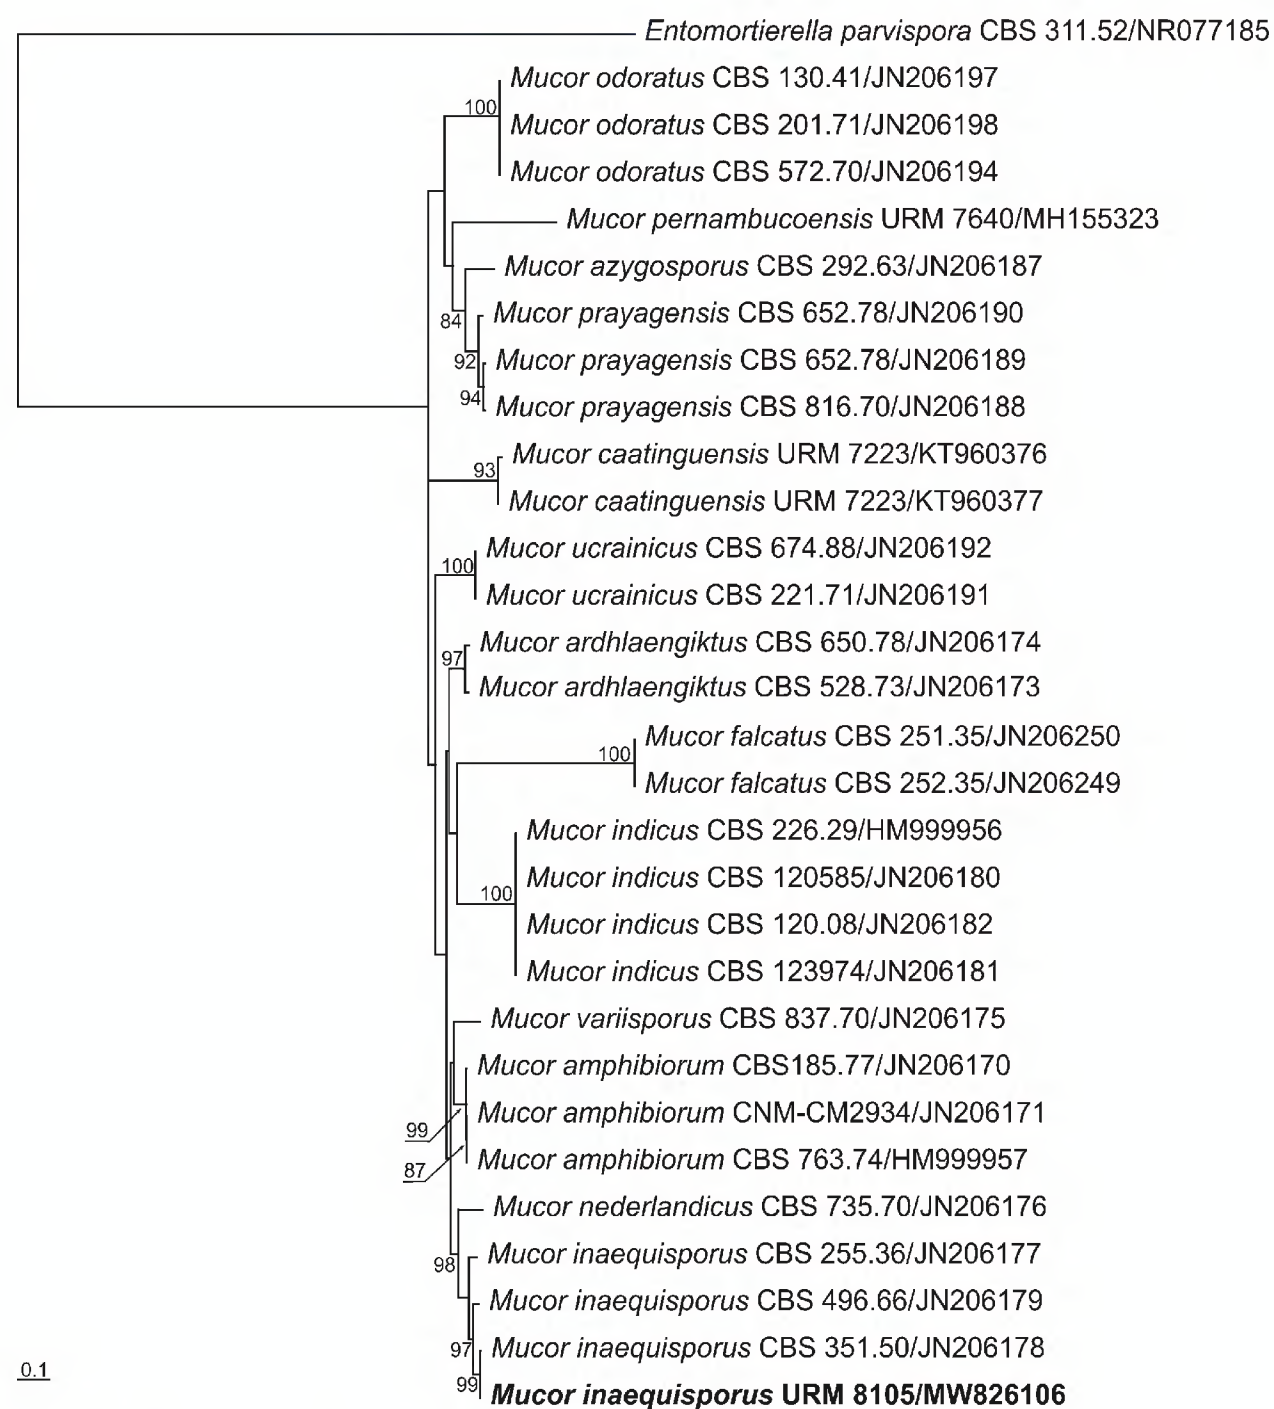 Entomortierella parvispora CBS 311.52/NR077185
Mucor odoratus CBS 130.41/JN206197
100
Mucor odoratus CBS 201.71/JN206198
Mucor odoratus CBS 572.70/JN206194
Mucor pernambucoensis URM 7640/MH155323
Mucor azygosporus CBS 292.63/JN206187
Mucor prayagensis CBS 652.78/JN206190
84
Mucor prayagensis CBS 652.78/JN206189
92
94
Mucor prayagensis CBS 816.70/JN206188
Mucor caatinguensis URM 7223/KT960376
93
Mucor caatinguensis URM 7223/KT960377
Mucor ucrainicus CBS 674.88/JN206192
100
Mucor ucrainicus CBS 221.71/JN206191
Mucor ardhlaengiktus CBS 650.78/JN206174
97
Mucor ardhlaengiktus CBS 528.73/JN206173
Mucor falcatus CBS 251.35/JN206250
100
Mucor falcatus CBS 252.35/JN206249
Mucor indicus CBS 226.29/HM999956
Mucor indicus CBS 120585/JN206180
100
Mucor indicus CBS 120.08/JN206182
Mucor indicus CBS 123974/JN206181
Mucor variisporus CBS 837.70/JN206175
Mucor amphibiorum CBS185.77/JN206170
Mucor amphibiorum CNM-CM2934/JN206171
99
Mucor amphibiorum CBS 763.74/HM999957
87
Mucor nederlandicus CBS 735.70/JN206176
Mucor inaequisporus CBS 255.36/JN206177
98
Mucor inaequisporus CBS 496.66/JN206179
Mucor inaequisporus CBS 351.50/JN206178
97
0.1
99
Mucor inaequisporus URM 8105/MW826106